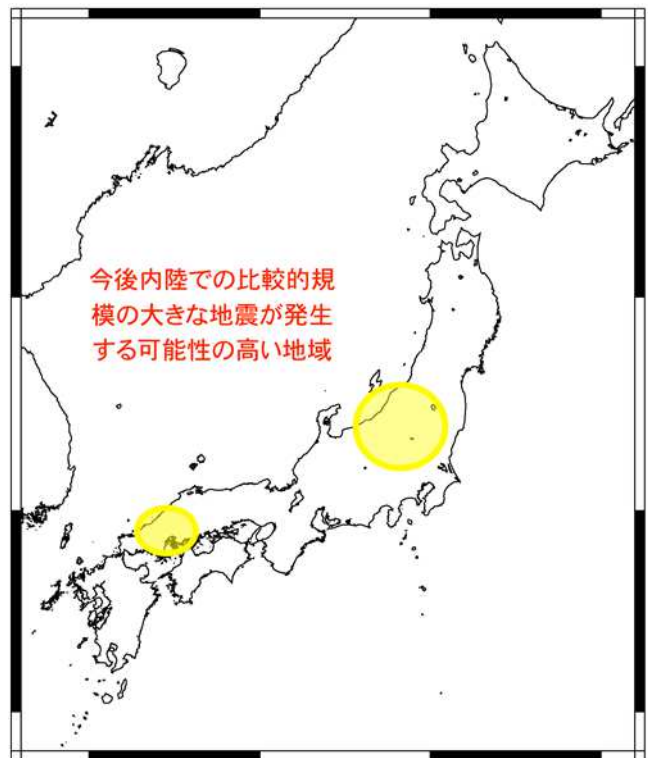 今後内陸での比較的規
模の大きな地震が発生
する可能性の高い地域